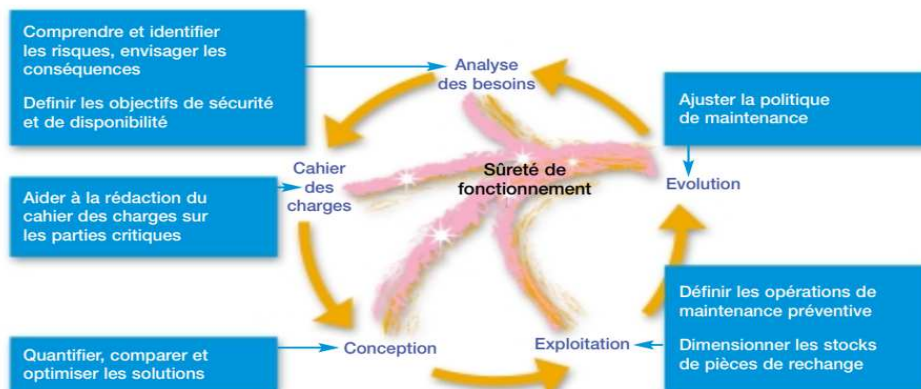 Comprendre et identifier
les risques, envisager les
conséquences
Definir les objectifs de sécurité
et de disponibilité
Analyse
des besoins
Ajuster la politique
de maintenance
Cahier
des
charges
Sûreté de
fonctionnement
Evolution
Aider à la rédaction du
cahier des charges sur
les parties critiques
Définir les opérations de
maintenance préventive
Dimensionner les stocks
de pièces de rechange
Quantifier, comparer et
optimiser les solutions
Conception
Exploitation